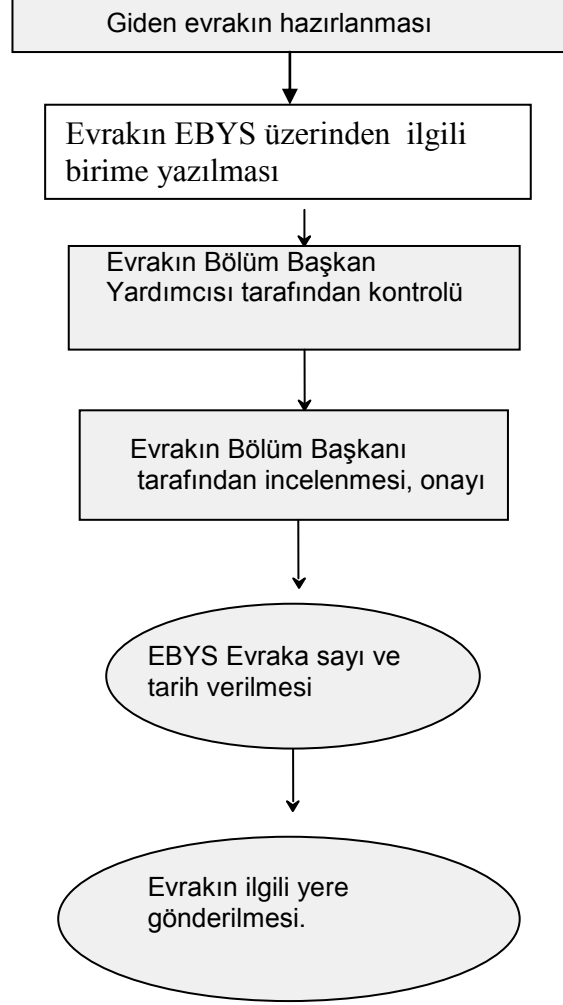 Giden evrakın hazırlanması
Evrakın EBYS üzerinden ilgili
birime yazılması
Evrakın Bölüm Başkan
Yardımcısı tarafından kontrolü
Evrakın Bölüm Başkanı
tarafından incelenmesi, onayı
EBYS Evraka sayı ve
tarih verilmesi
Evrakın ilgili yere
gönderilmesi.